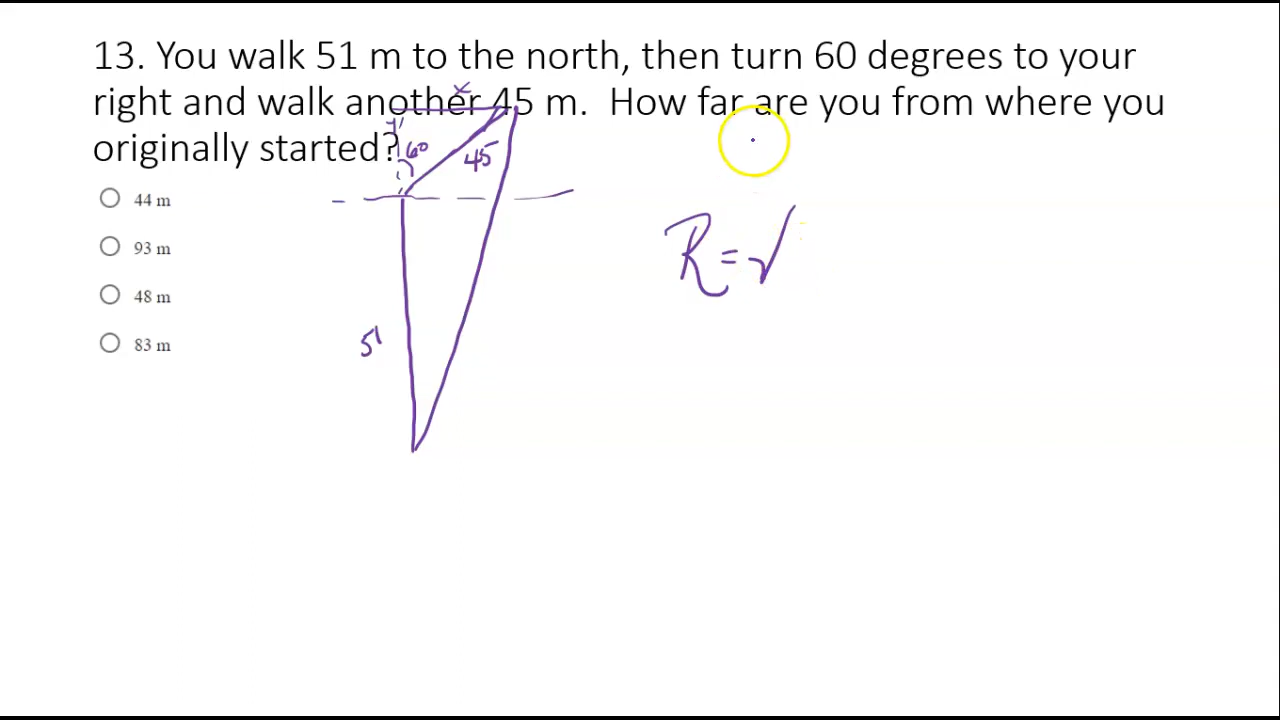 13. You walk 51 m to the north, then turn 60 degrees to your
right and walk another 45 m. How far are you from where you
originally started?
x
y
60
45
44 m
93 m
48 m
83 m
R=√
51